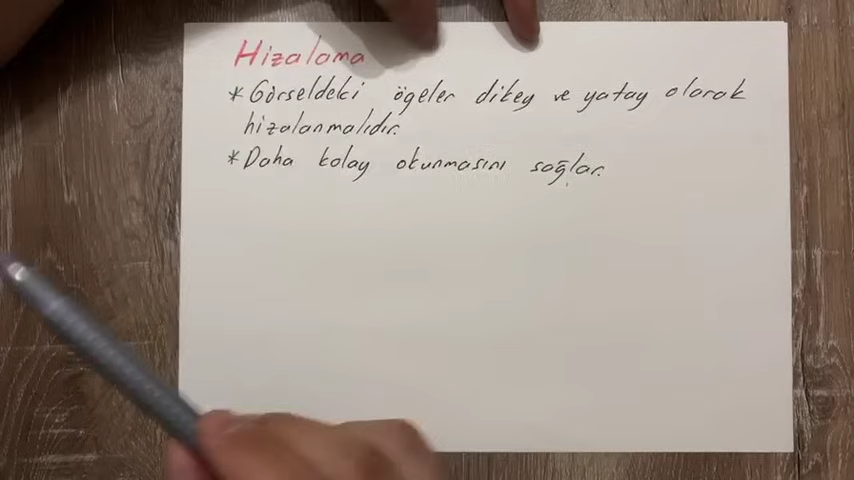 Hizalama
* Görseldeki ögeler dikey ve yatay olarak
hizalanmalıdır.
* Daha kolay okunmasını sağlar.